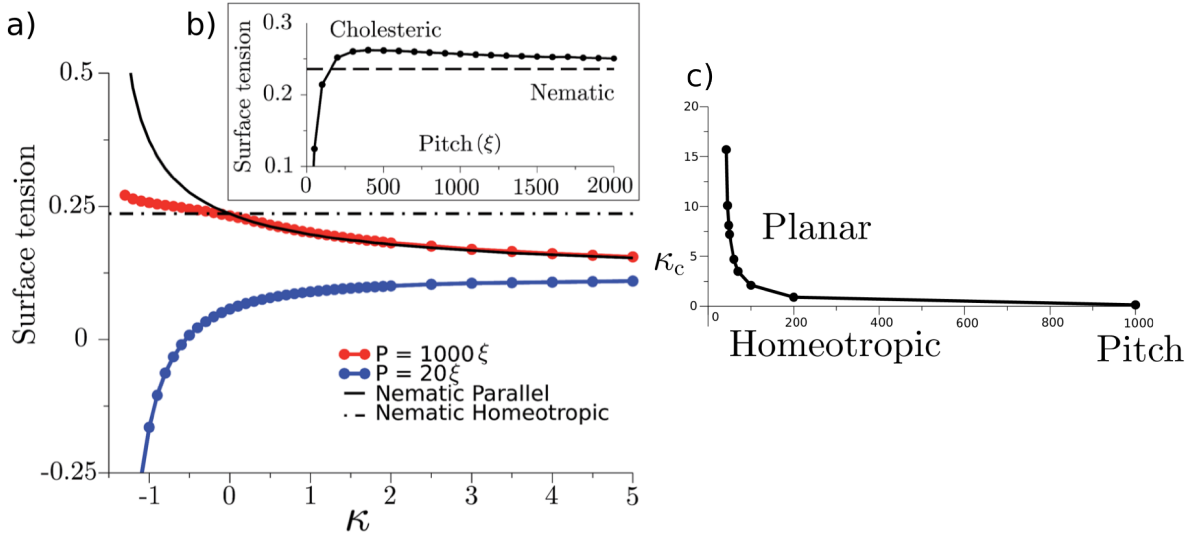 a)
0.5
0.25
0
-0.25
Surface tension
-1
0
1
2
3
4
5
κ
P = 1000 ξ
P = 20 ξ
Nematic Parallel
Nematic Homeotropic
b)
0.3
0.2
0.1
Surface tension
Cholesteric
Nematic
Pitch (ξ)
0
500
1000
1500
2000
c)
20
15
10
5
0
κc
Planar
0
200
400
600
800
1000
Homeotropic
Pitch